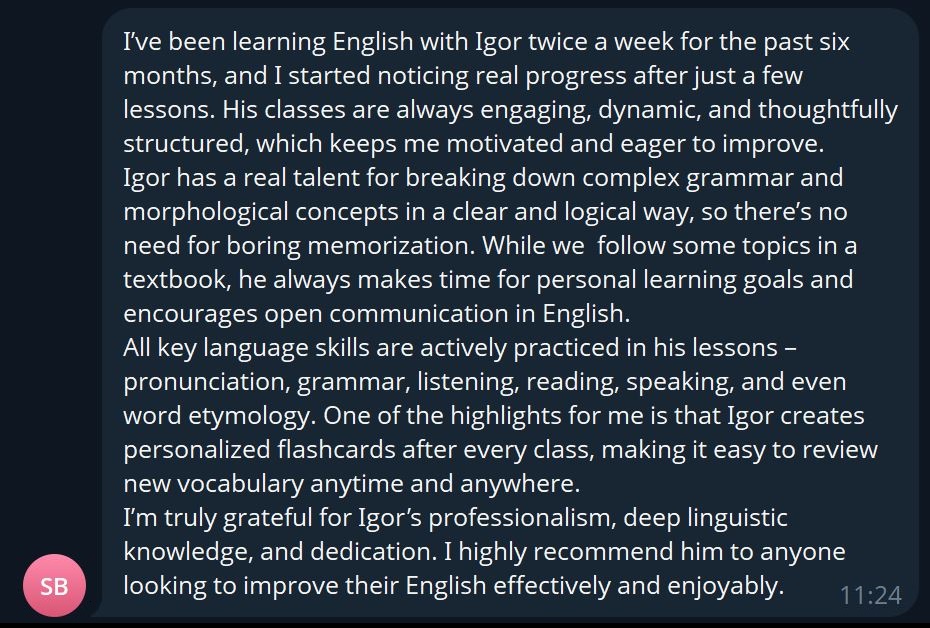 I’ve been learning English with Igor twice a week for the past six
months, and I started noticing real progress after just a few
lessons. His classes are always engaging, dynamic, and thoughtfully
structured, which keeps me motivated and eager to improve.
Igor has a real talent for breaking down complex grammar and
morphological concepts in a clear and logical way, so there’s no
need for boring memorization. While we  follow some topics in a
textbook, he always makes time for personal learning goals and
encourages open communication in English.
All key language skills are actively practiced in his lessons –
pronunciation, grammar, listening, reading, speaking, and even
word etymology. One of the highlights for me is that Igor creates
personalized flashcards after every class, making it easy to review
new vocabulary anytime and anywhere.
I’m truly grateful for Igor’s professionalism, deep linguistic
knowledge, and dedication. I highly recommend him to anyone
looking to improve their English effectively and enjoyably.
SB
11:24